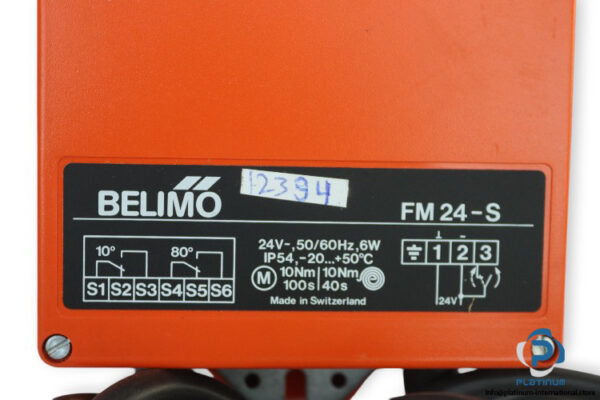 BELIMO
12394
FM 24-S
10° 80°
S1 S2 S3 S4 S5 S6
24V~, 50/60Hz, 6W
IP54, -20...+50°C
M 10Nm 10Nm
100s 40s
Made in Switzerland
⊥ ~
1 2 3
24V
PLATINUM
info@platinum-international.com